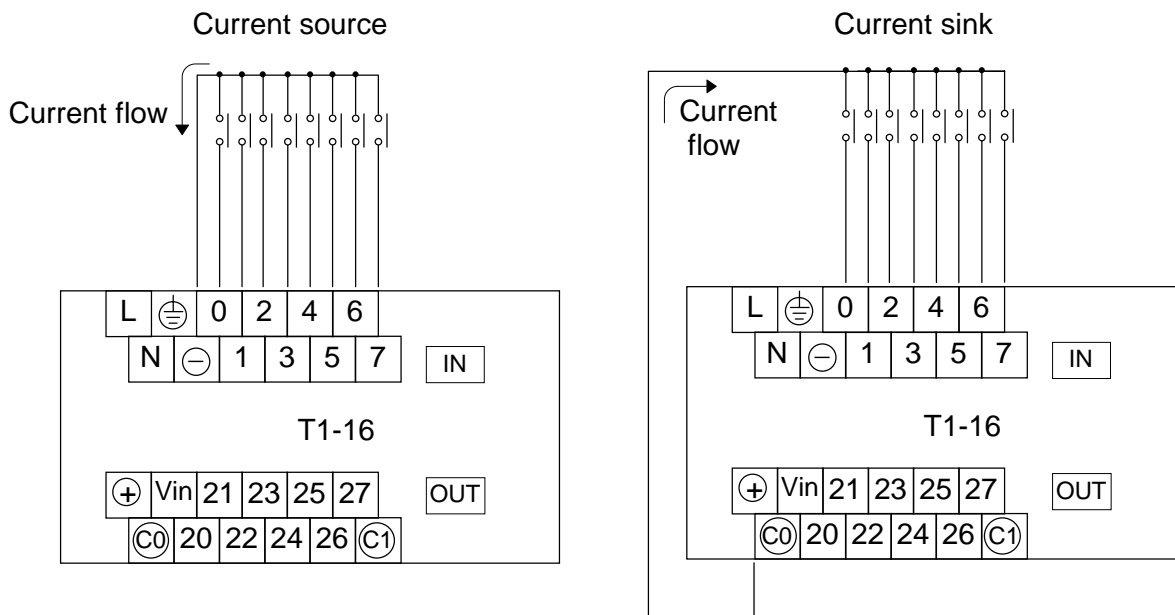 Current source
Current flow
L ⏚ 0 2 4 6
N − 1 3 5 7
IN
T1-16
+ Vin 21 23 25 27
OUT
C0 20 22 24 26 C1
Current sink
Current
flow
L ⏚ 0 2 4 6
N − 1 3 5 7
IN
T1-16
+ Vin 21 23 25 27
OUT
C0 20 22 24 26 C1